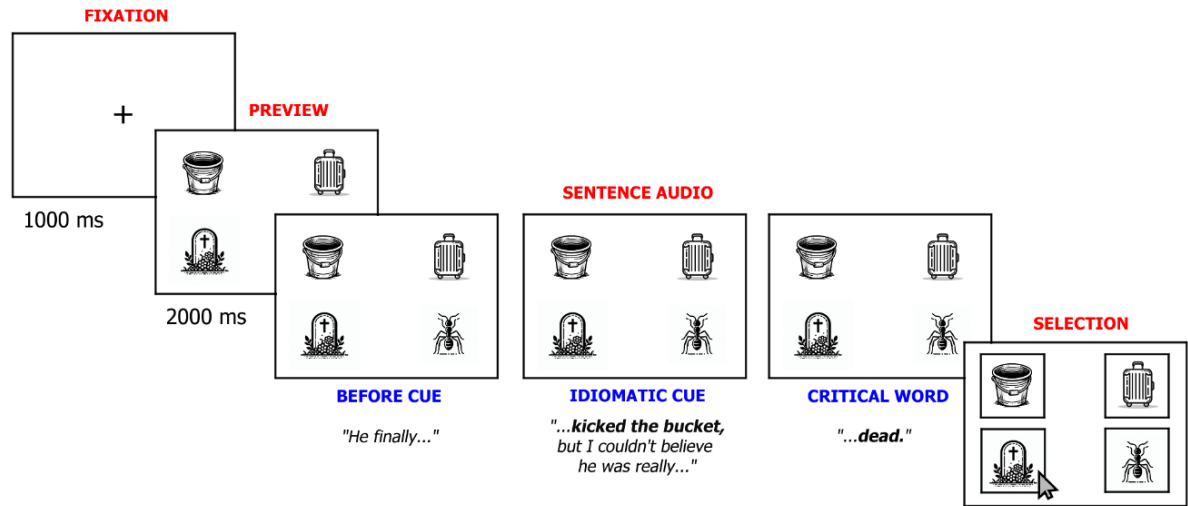 FIXATION
+
1000 ms
PREVIEW
2000 ms
SENTENCE AUDIO
BEFORE CUE
"He finally..."
IDIOMATIC CUE
"...kicked the bucket,
but I couldn't believe
he was really..."
CRITICAL WORD
"...dead."
SELECTION